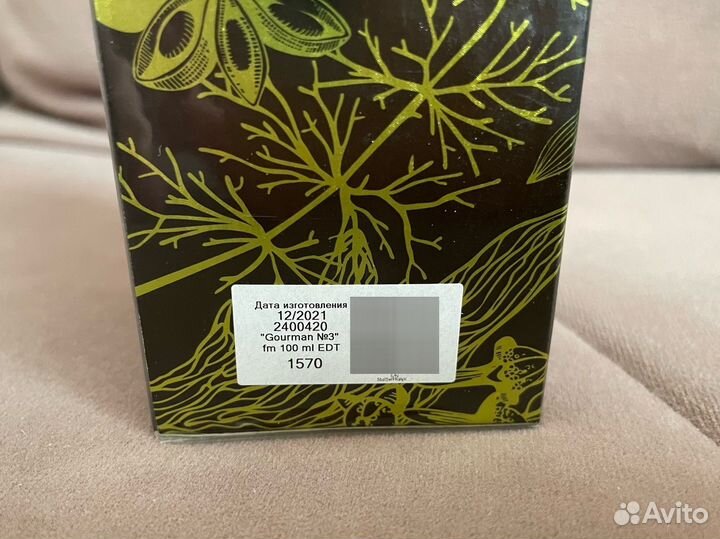 Дата изготовления
12/2021
2400420
"Gourman №3"
fm 100 ml EDT
1570
Avito